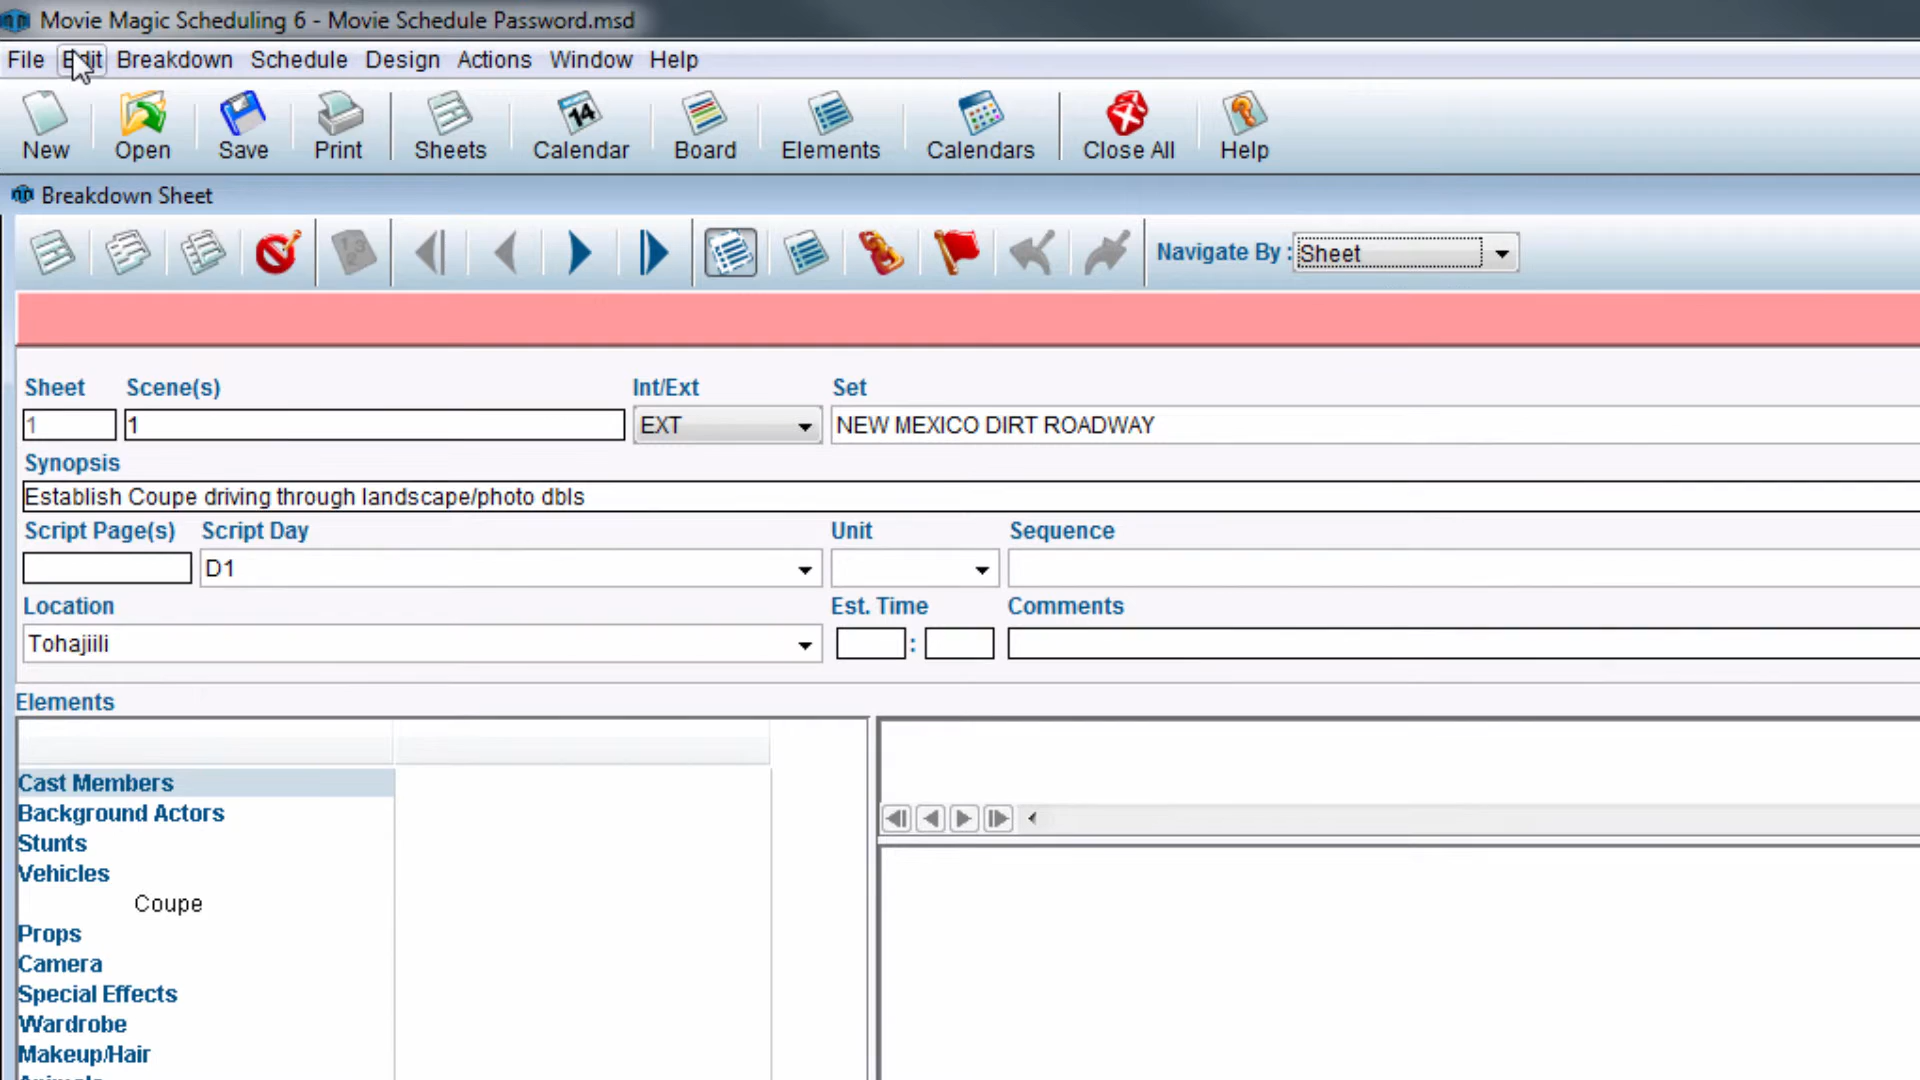 Movie Magic Scheduling 6 - Movie Schedule Password.msd
File Edit Breakdown Schedule Design Actions Window Help
14
New Open Save Print Sheets Calendar Board Elements Calendars Close All Help
Breakdown Sheet
Navigate By : Sheet
Sheet Scene(s) Int/Ext Set
1 1 EXT NEW MEXICO DIRT ROADWAY
Synopsis
Establish Coupe driving through landscape/photo dbls
Script Page(s) Script Day Unit Sequence
D1
Location Est. Time Comments
Tohajiili :
Elements
Cast Members
Background Actors
Stunts
Vehicles
Coupe
Props
Camera
Special Effects
Wardrobe
Makeup/Hair